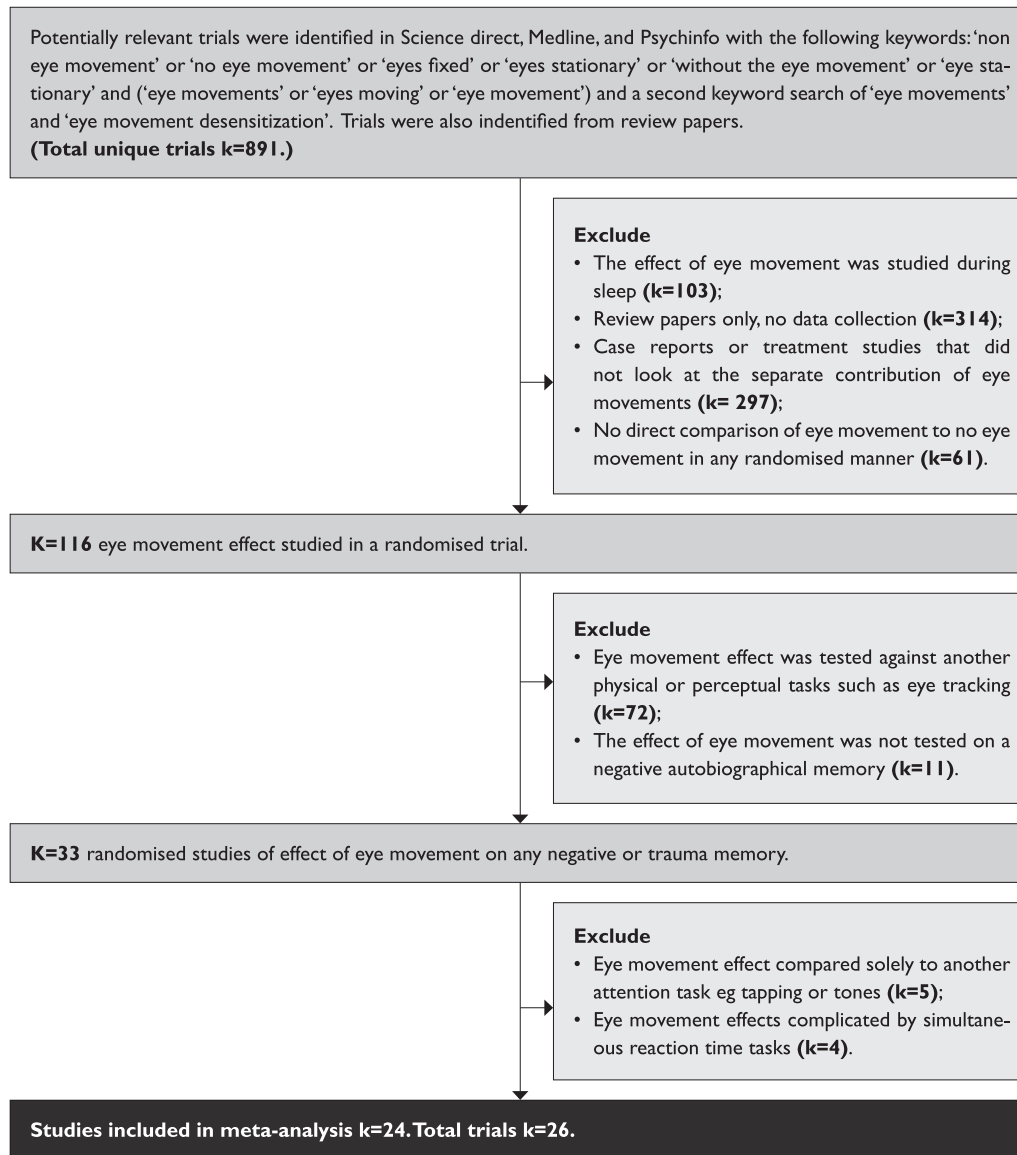 Potentially relevant trials were identified in Science direct, Medline, and Psychinfo with the following keywords: ‘non
eye movement’ or ‘no eye movement’ or ‘eyes fixed’ or ‘eyes stationary’ or ‘without the eye movement’ or ‘eye sta-
tionary’ and (‘eye movements’ or ‘eyes moving’ or ‘eye movement’) and a second keyword search of ‘eye movements’
and ‘eye movement desensitization’. Trials were also indentified from review papers.
(Total unique trials k=891.)
Exclude
• The effect of eye movement was studied during
sleep (k=103);
• Review papers only, no data collection (k=314);
• Case reports or treatment studies that did
not look at the separate contribution of eye
movements (k= 297);
• No direct comparison of eye movement to no eye
movement in any randomised manner (k=61).
K=116 eye movement effect studied in a randomised trial.
Exclude
• Eye movement effect was tested against another
physical or perceptual tasks such as eye tracking
(k=72);
• The effect of eye movement was not tested on a
negative autobiographical memory (k=11).
K=33 randomised studies of effect of eye movement on any negative or trauma memory.
Exclude
• Eye movement effect compared solely to another
attention task eg tapping or tones (k=5);
• Eye movement effects complicated by simultane-
ous reaction time tasks (k=4).
Studies included in meta-analysis k=24. Total trials k=26.